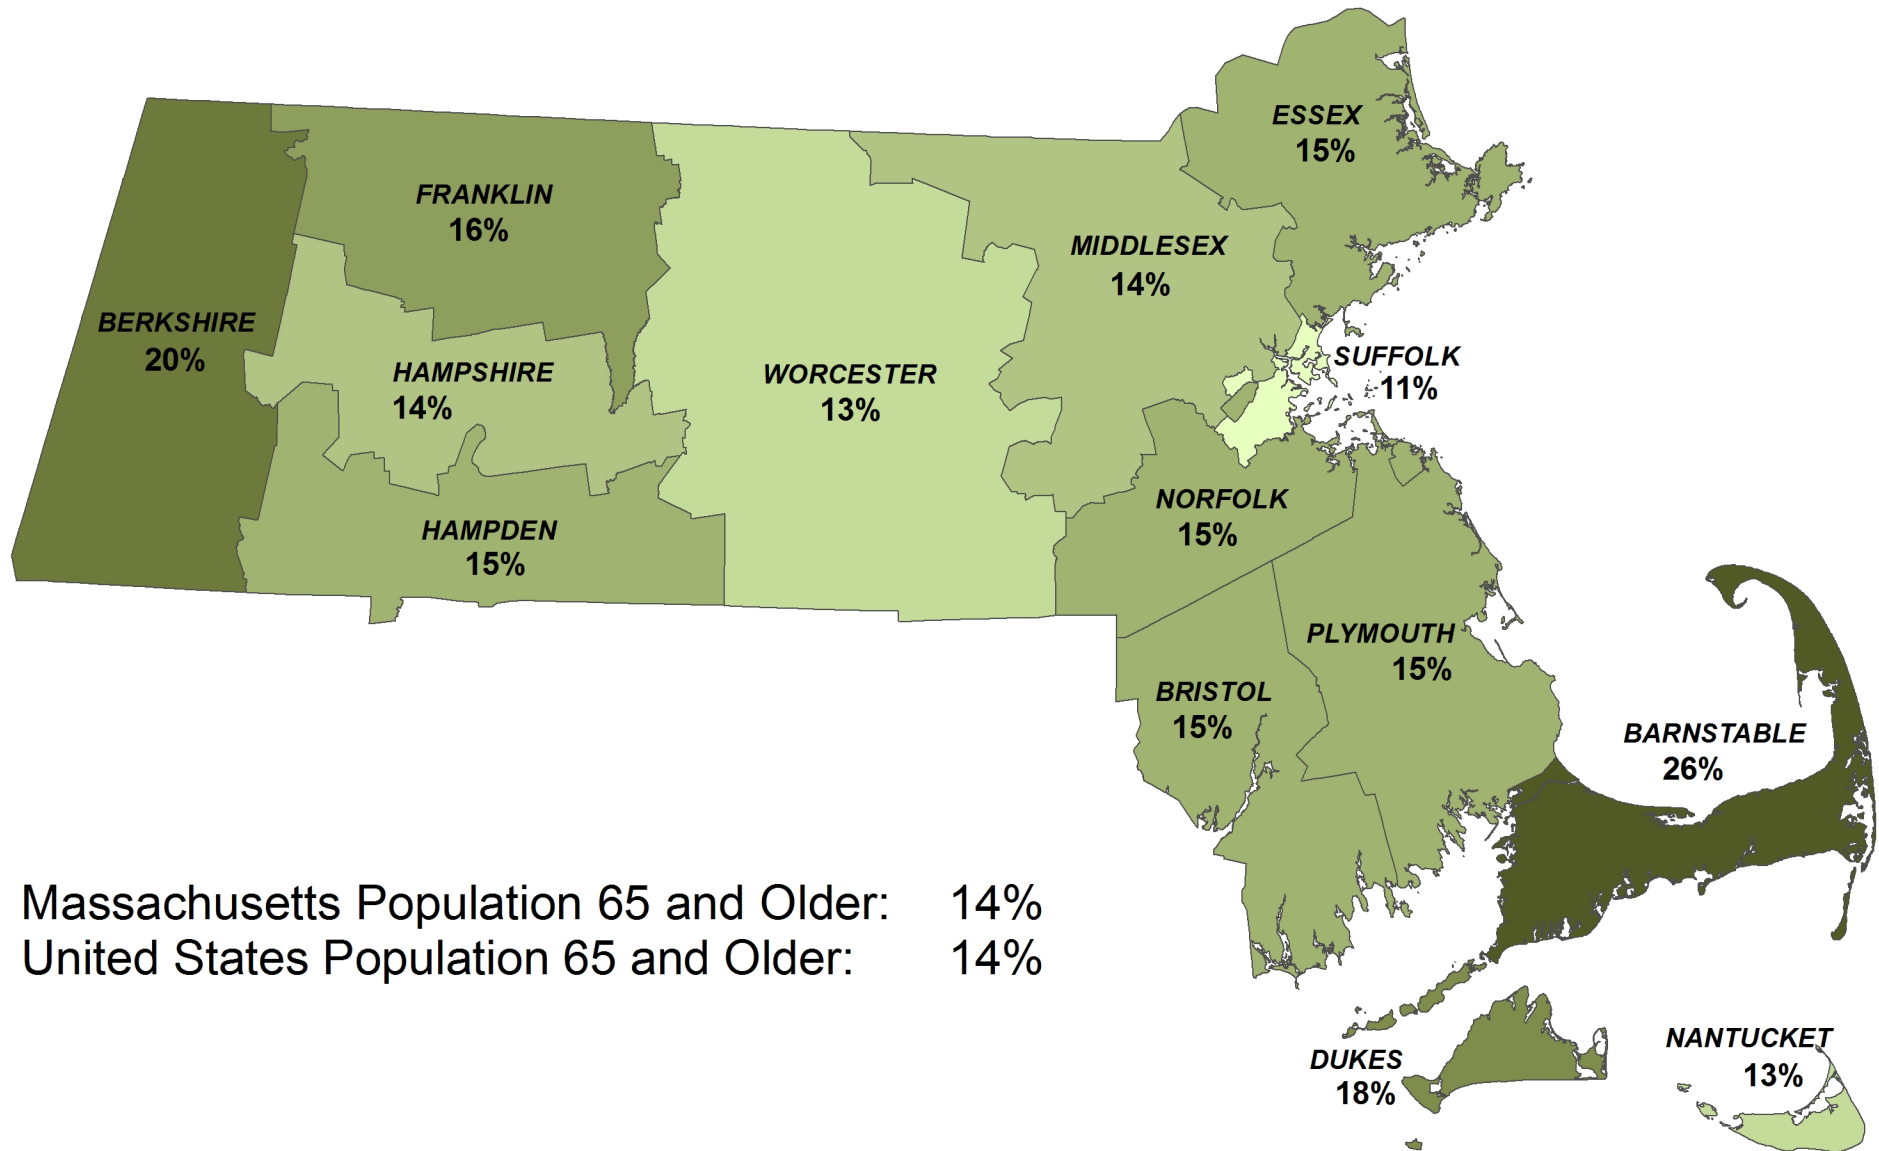 ESSEX
15%
FRANKLIN
16%
MIDDLESEX
14%
BERKSHIRE
20%
SUFFOLK
11%
HAMPSHIRE
14%
WORCESTER
13%
NORFOLK
15%
HAMPDEN
15%
PLYMOUTH
15%
BRISTOL
15%
BARNSTABLE
26%
Massachusetts Population 65 and Older: 14%
United States Population 65 and Older: 14%
DUKES
18%
NANTUCKET
13%